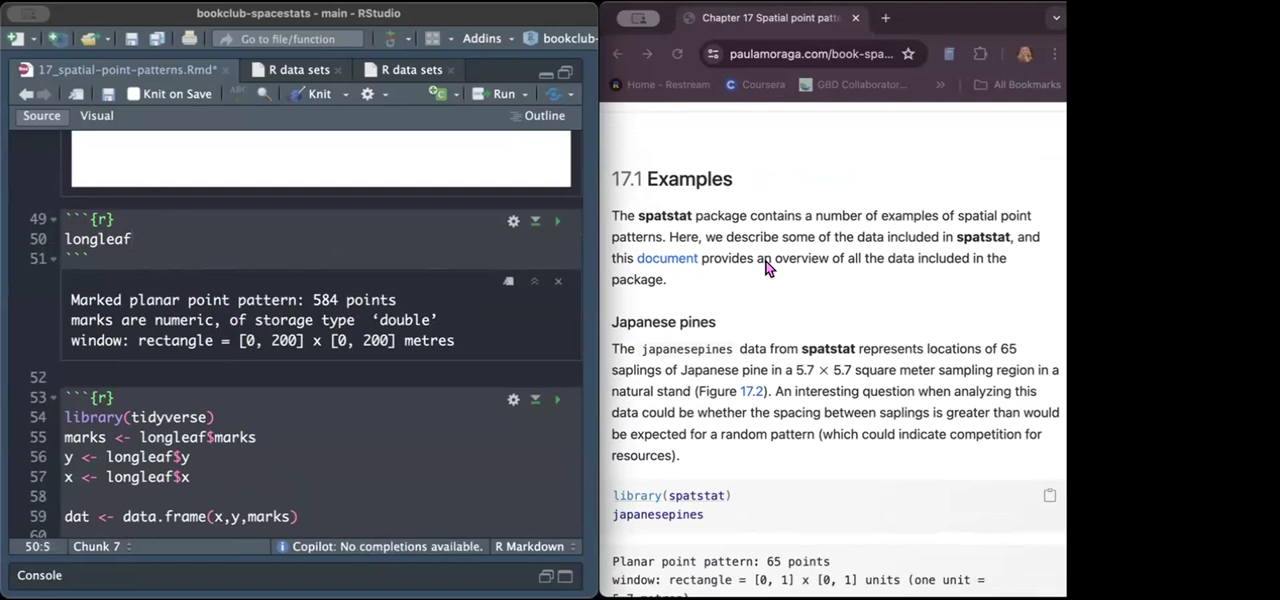 bookclub-spacestats - main - RStudio
Go to file/function
Addins
bookclub-
17_spatial-point-patterns.Rmd*
R data sets
R data sets
Knit on Save
ABC
Knit
Run
Source
Visual
Outline
49 ```{r}
50 longleaf
51 ```
Marked planar point pattern: 584 points
marks are numeric, of storage type ‘double’
window: rectangle = [0, 200] x [0, 200] metres
52
53 ```{r}
54 library(tidyverse)
55 marks <- longleaf$marks
56 y <- longleaf$y
57 x <- longleaf$x
58
59 dat <- data.frame(x,y,marks)
60
50:5
Chunk 7
Copilot: No completions available.
R Markdown
Console
Chapter 17 Spatial point patt
paulamoraga.com/book-spa...
Home - Restream
Coursera
GBD Collaborator...
All Bookmarks
17.1 Examples
The spatstat package contains a number of examples of spatial point
patterns. Here, we describe some of the data included in spatstat, and
this document provides an overview of all the data included in the
package.
Japanese pines
The japanesepines data from spatstat represents locations of 65
saplings of Japanese pine in a 5.7 × 5.7 square meter sampling region in a
natural stand (Figure 17.2). An interesting question when analyzing this
data could be whether the spacing between saplings is greater than would
be expected for a random pattern (which could indicate competition for
resources).
library(spatstat)
japanesepines
Planar point pattern: 65 points
window: rectangle = [0, 1] x [0, 1] units (one unit =
5.7 metres)